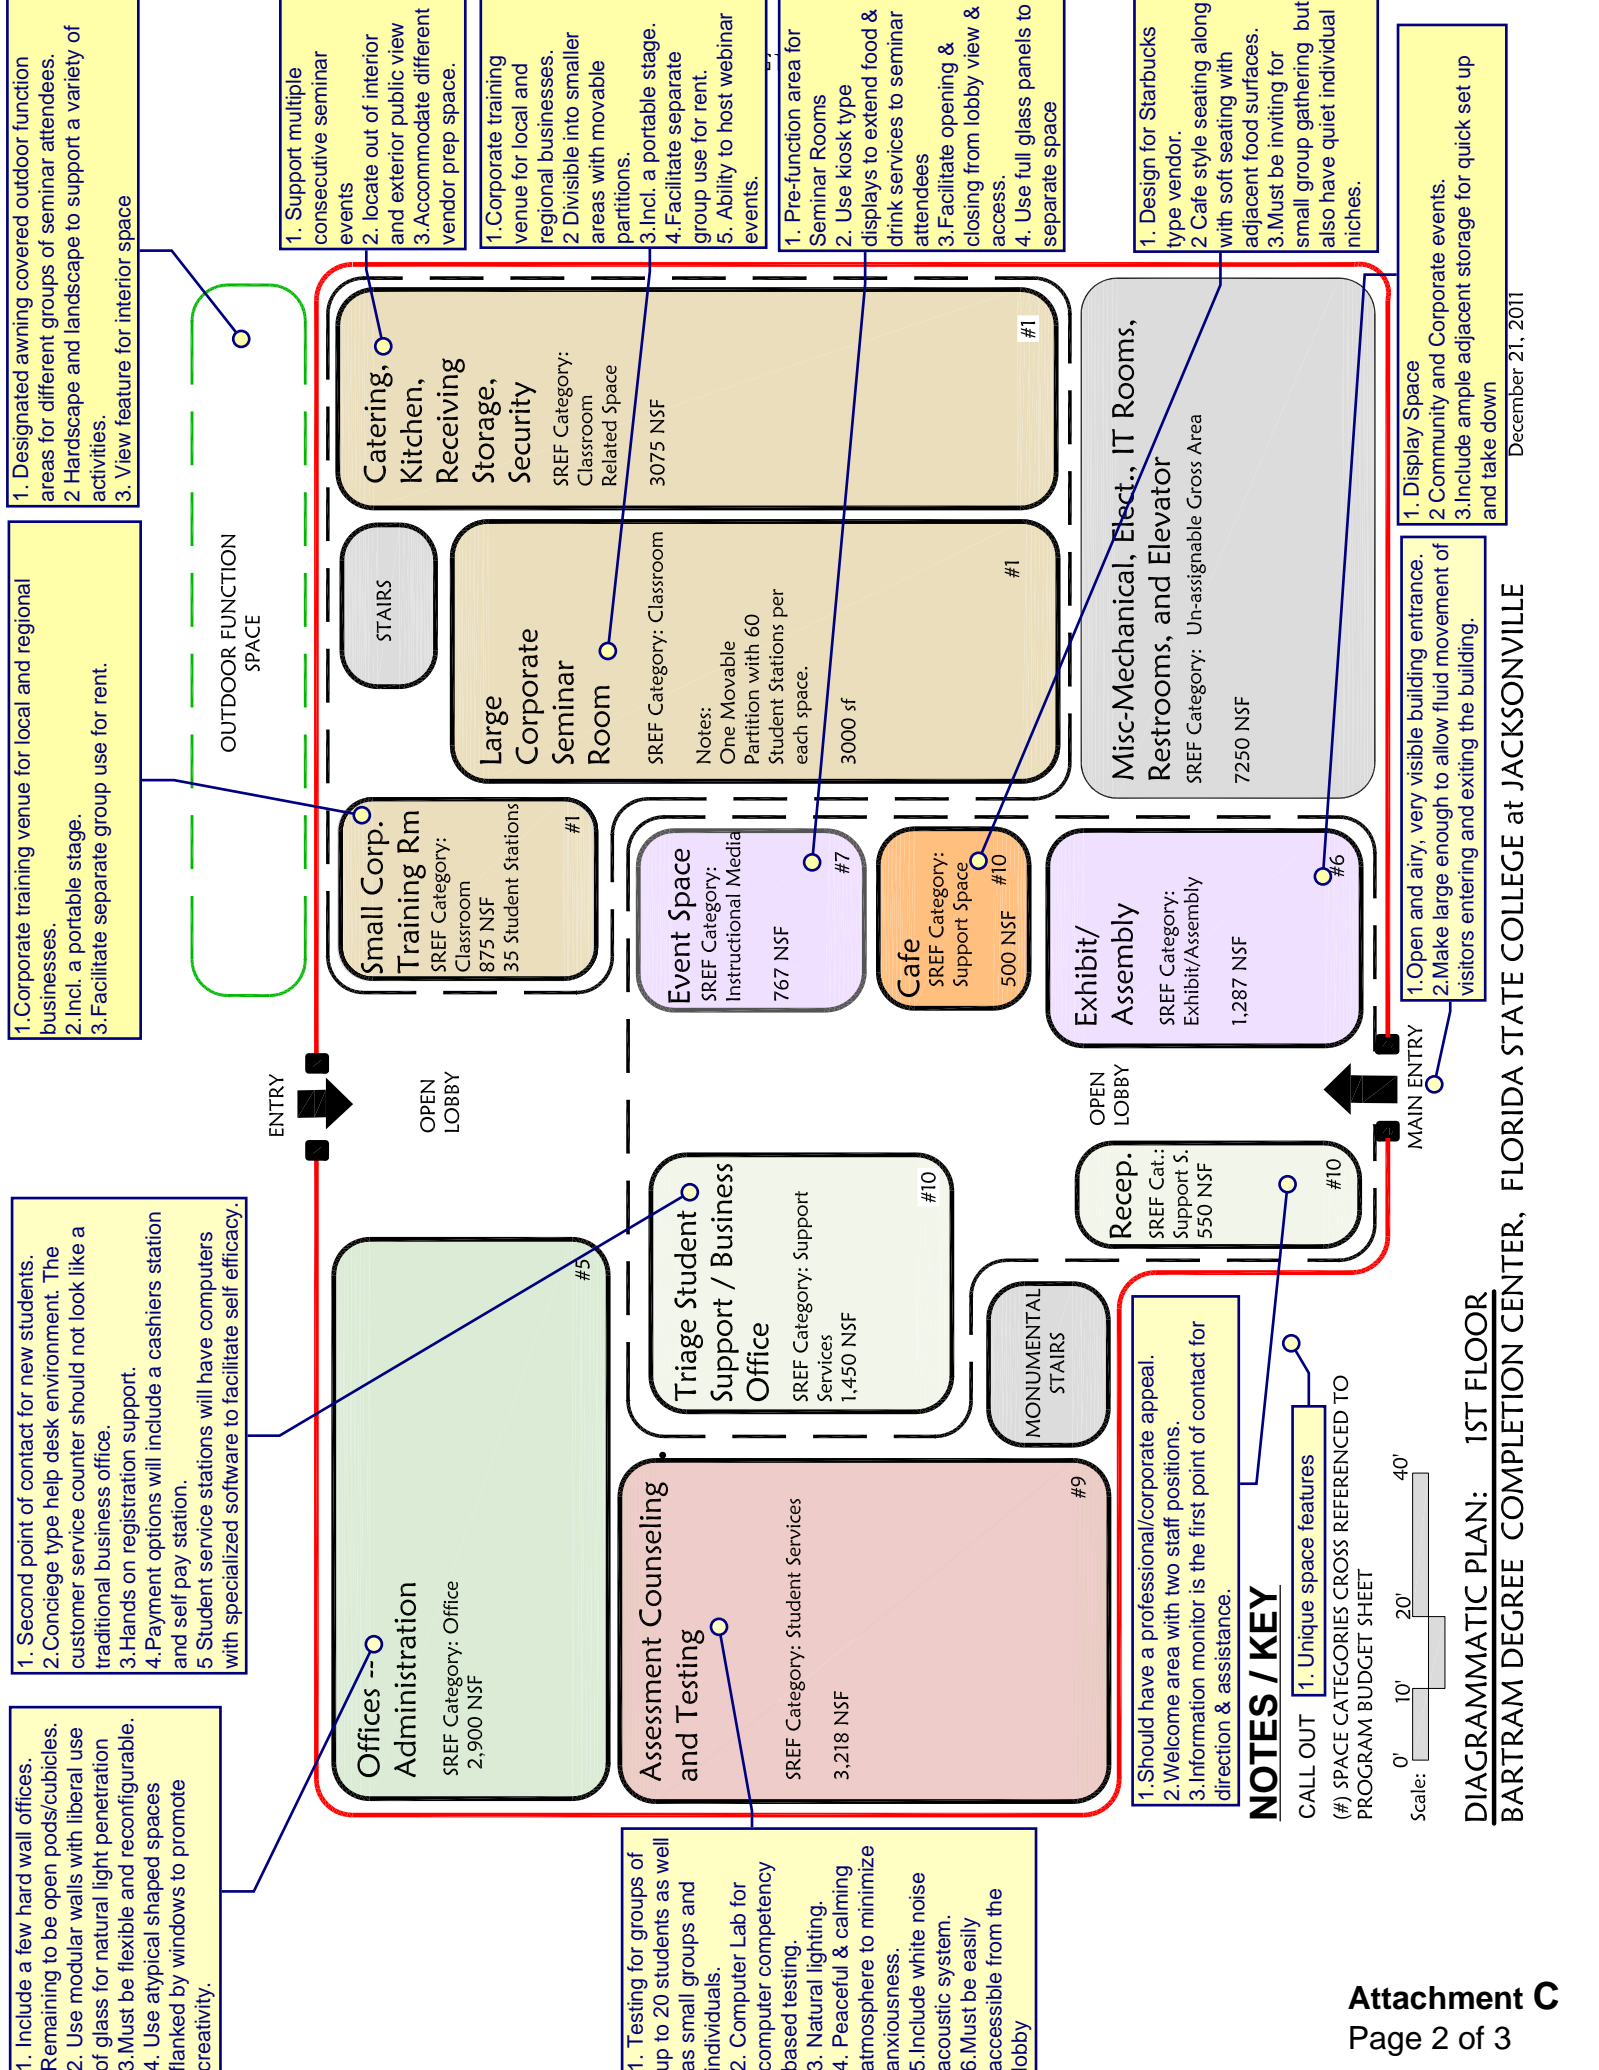 1. Include a few hard wall offices.
Remaining to be open pods/cubicles.
2. Use modular walls with liberal use
of glass for natural light penetration
3.Must be flexible and reconfigurable.
4. Use atypical shaped spaces
flanked by windows to promote
creativity.
1. Second point of contact for new students.
2.Conciege type help desk environment. The
customer service counter should not look like a
traditional business office.
3.Hands on registration support.
4.Payment options will include a cashiers station
and self pay station.
5 Student service stations will have computers
with specialized software to facilitate self efficacy.
1.Corporate training venue for local and regional
businesses.
2.Incl. a portable stage.
3.Facilitate separate group use for rent.
1. Designated awning covered outdoor function
areas for different groups of seminar attendees.
2 Hardscape and landscape to support a variety of
activities.
3. View feature for interior space
1. Support multiple
consecutive seminar
events
2. locate out of interior
and exterior public view
3.Accommodate different
vendor prep space.
1.Corporate training
venue for local and
regional businesses.
2 Divisible into smaller
areas with movable
partitions.
3.Incl. a portable stage.
4.Facilitate separate
group use for rent.
5. Ability to host webinar
events.
1. Pre-function area for
Seminar Rooms
2. Use kiosk type
displays to extend food &
drink services to seminar
attendees
3.Facilitate opening &
closing from lobby view &
access.
4. Use full glass panels to
separate space
1. Design for Starbucks
type vendor.
2 Cafe style seating along
with soft seating with
adjacent food surfaces.
3.Must be inviting for
small group gathering but
also have quiet individual
niches.
1. Display Space
2 Community and Corporate events.
3.Include ample adjacent storage for quick set up
and take down
1.Open and airy, very visible building entrance.
2.Make large enough to allow fluid movement of
visitors entering and exiting the building.
OUTDOOR FUNCTION
SPACE
ENTRY
OPEN
LOBBY
Offices --
Administration
SREF Category: Office
2,900 NSF
#5
Small Corp.
Training Rm
SREF Category:
Classroom
875 NSF
35 Student Stations
#1
STAIRS
Catering,
Kitchen,
Receiving
Storage,
Security
SREF Category:
Classroom
Related Space
3075 NSF
#1
Large
Corporate
Seminar
Room
SREF Category: Classroom
Notes:
One Movable
Partition with 60
Student Stations per
each space.
3000 sf
#1
Assessment Counseling
and Testing
SREF Category: Student Services
3,218 NSF
#9
Triage Student
Support / Business
Office
SREF Category: Support
Services
1,450 NSF
#10
Event Space
SREF Category:
Instructional Media
767 NSF
#7
Cafe
SREF Category:
Support Space
500 NSF
#10
Exhibit/
Assembly
SREF Category:
Exhibit/Assembly
1,287 NSF
#6
Misc-Mechanical, Elect., IT Rooms,
Restrooms, and Elevator
SREF Category: Un-assignable Gross Area
7250 NSF
MONUMENTAL
STAIRS
Recep.
SREF Cat.:
Support S.
550 NSF
#10
OPEN
LOBBY
MAIN ENTRY
1. Testing for groups of
up to 20 students as well
as small groups and
individuals.
2. Computer Lab for
computer competency
based testing.
3. Natural lighting.
4. Peaceful & calming
atmosphere to minimize
anxiousness.
5.Include white noise
acoustic system.
6.Must be easily
accessible from the
lobby
1.Should have a professional/corporate appeal.
2.Welcome area with two staff positions.
3.Information monitor is the first point of contact for
direction & assistance.
NOTES / KEY
CALL OUT
1. Unique space features
(#) SPACE CATEGORIES CROSS REFERENCED TO
PROGRAM BUDGET SHEET
Scale:
0' 10' 20' 40'
DIAGRAMMATIC PLAN: 1ST FLOOR
BARTRAM DEGREE COMPLETION CENTER, FLORIDA STATE COLLEGE at JACKSONVILLE
December 21, 2011
Attachment C
Page 2 of 3